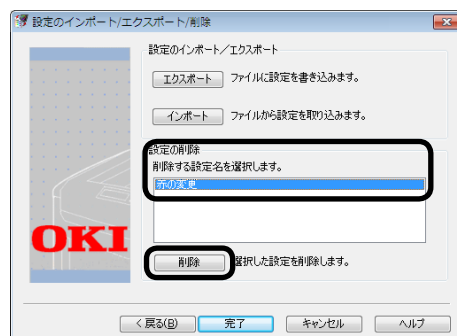 設定のインポート/エクスポート/削除
設定のインポート／エクスポート
エクスポート ファイルに設定を書き込みます。
インポート ファイルから設定を取り込みます。
設定の削除
削除する設定名を選択します。
赤の変更
OKI
削除 選択した設定を削除します。
< 戻る(B) 完了 キャンセル ヘルプ